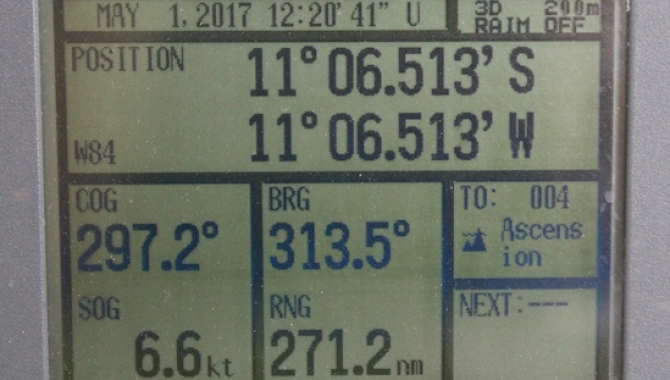 MAY 1, 2017 12:20' 41" U
3D 200m
RAIM OFF
POSITION
11° 06.513' S
11° 06.513' W
W84
COG
297.2°
BRG
313.5°
TO: 004
Ascens
ion
SOG
6.6kt
RNG
271.2nm
NEXT:---